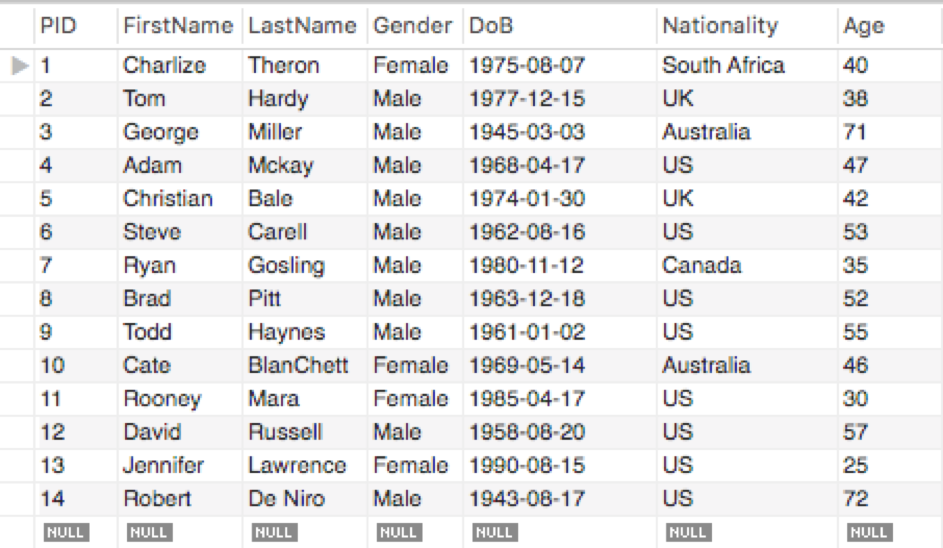 PID FirstName LastName Gender DoB Nationality Age
1 Charlize Theron Female 1975-08-07 South Africa 40
2 Tom Hardy Male 1977-12-15 UK 38
3 George Miller Male 1945-03-03 Australia 71
4 Adam Mckay Male 1968-04-17 US 47
5 Christian Bale Male 1974-01-30 UK 42
6 Steve Carell Male 1962-08-16 US 53
7 Ryan Gosling Male 1980-11-12 Canada 35
8 Brad Pitt Male 1963-12-18 US 52
9 Todd Haynes Male 1961-01-02 US 55
10 Cate BlanChett Female 1969-05-14 Australia 46
11 Rooney Mara Female 1985-04-17 US 30
12 David Russell Male 1958-08-20 US 57
13 Jennifer Lawrence Female 1990-08-15 US 25
14 Robert De Niro Male 1943-08-17 US 72
NULL NULL NULL NULL NULL NULL NULL